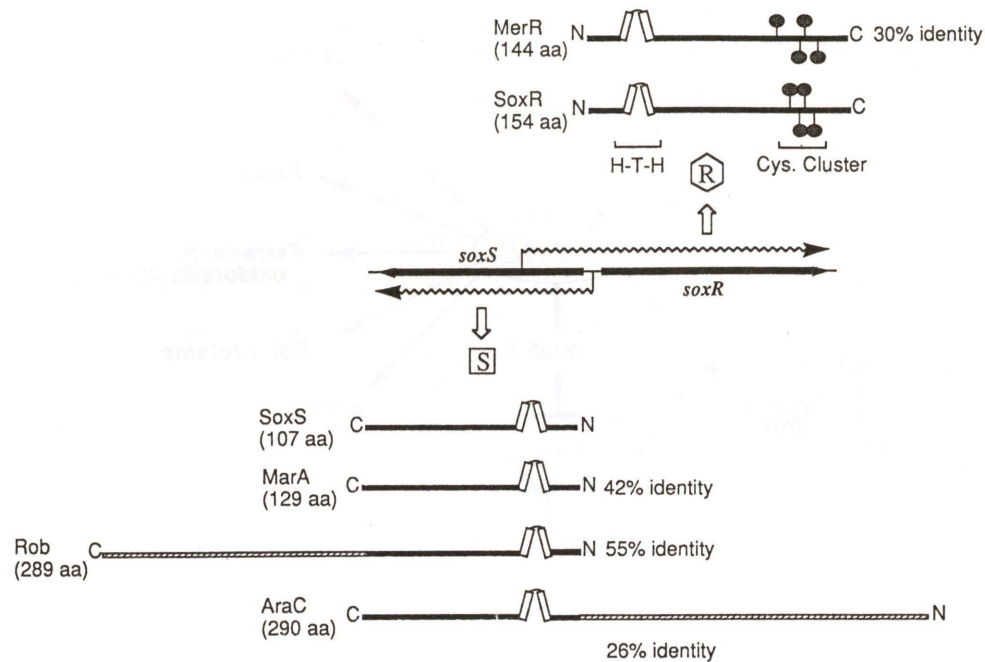 MerR
(144 aa)
N
C
30% identity
SoxR
(154 aa)
N
C
H-T-H
Cys. Cluster
R
soxS
soxR
S
SoxS
(107 aa)
C
N
MarA
(129 aa)
C
N
42% identity
Rob
(289 aa)
C
N
55% identity
AraC
(290 aa)
C
N
26% identity